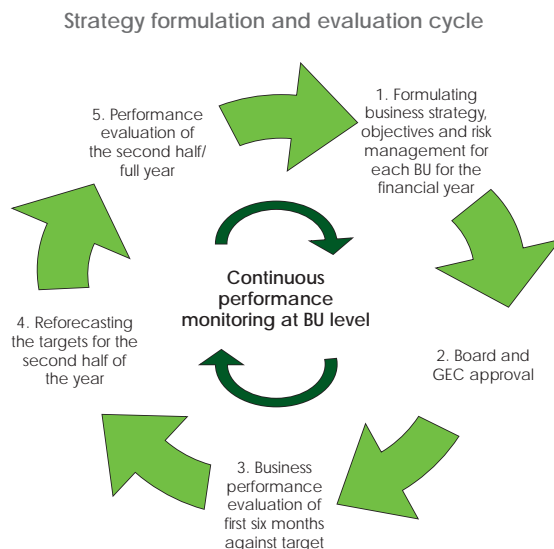 Strategy formulation and evaluation cycle
1. Formulating
business strategy,
objectives and risk
management for
each BU for the
financial year
2. Board and
GEC approval
3. Business
performance
evaluation of
first six months
against target
4. Reforecasting
the targets for the
second half of
the year
5. Performance
evaluation of
the second half/
full year
Continuous
performance
monitoring at BU level